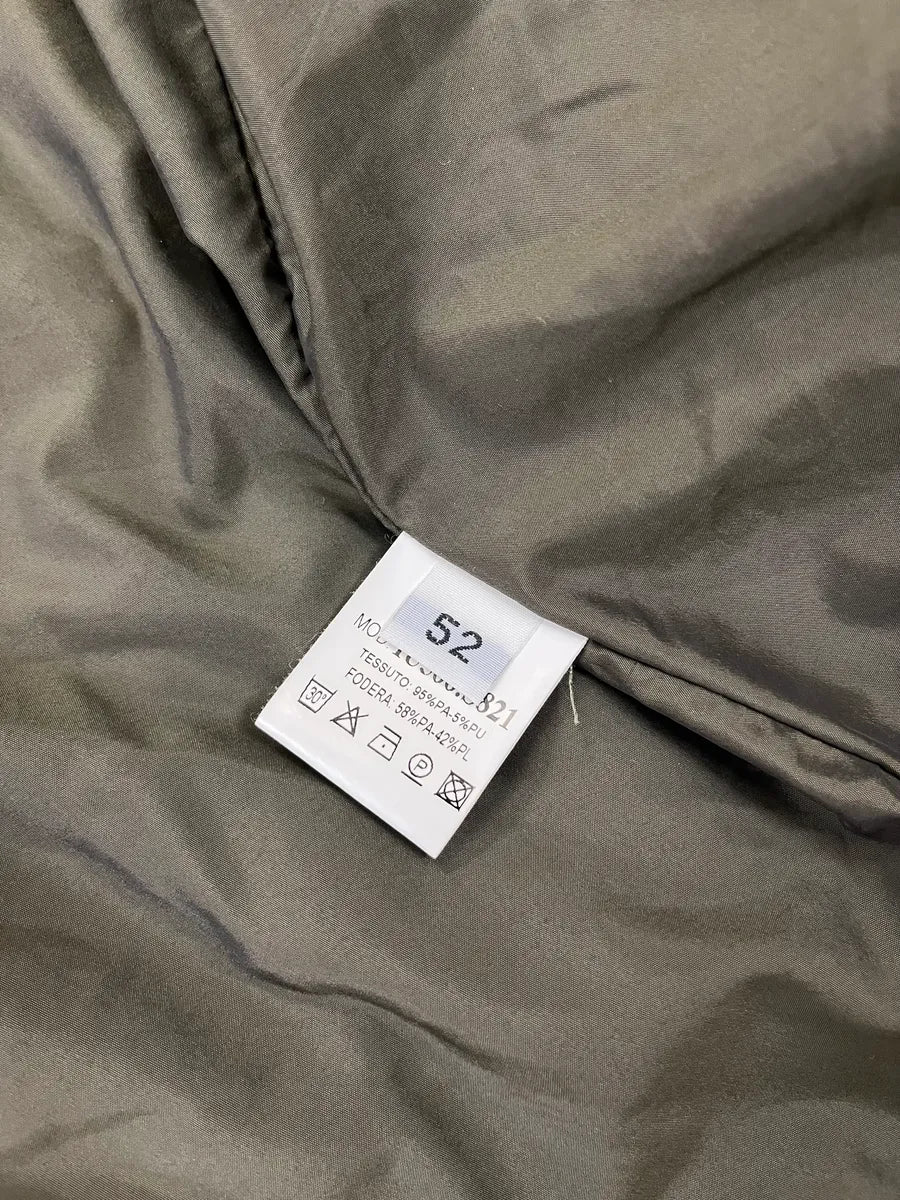 52
MOD
821
TESSUTO: 95%PA-5%PU
FODERA: 58%PA-42%PL
30°
P